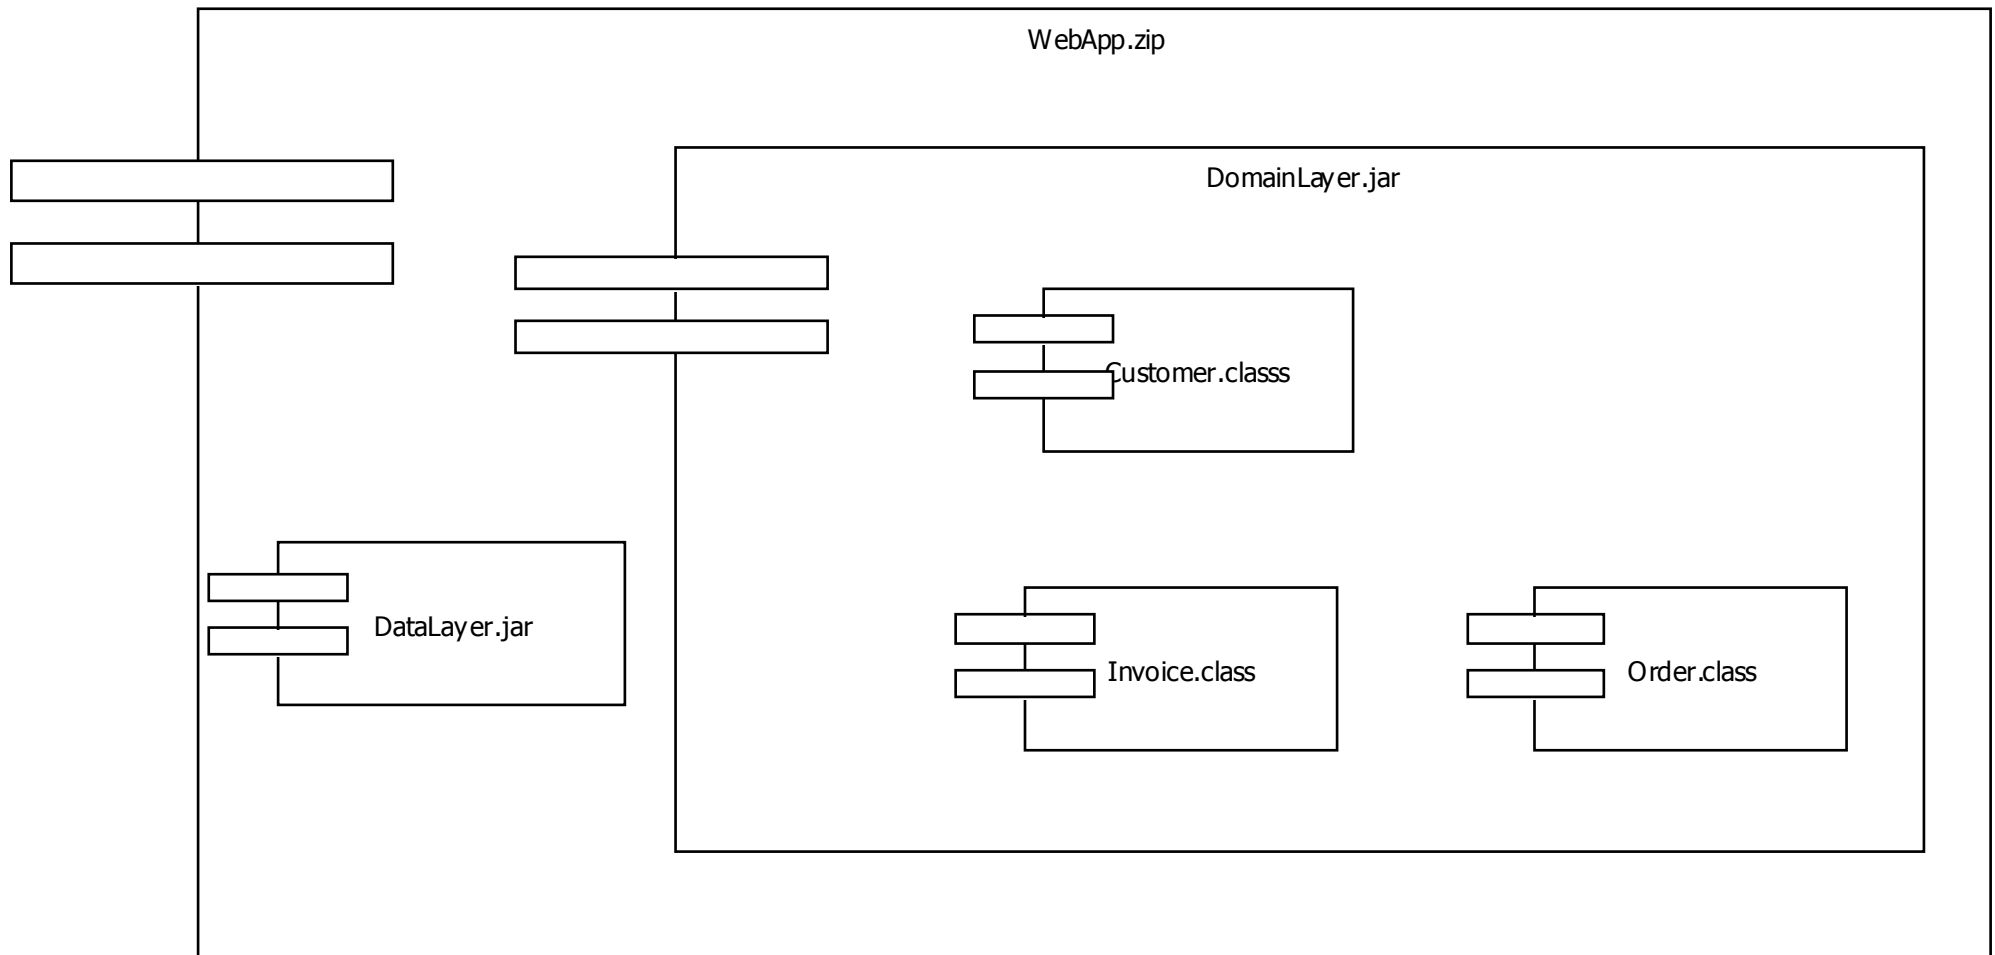 WebApp.zip
DomainLayer.jar
Customer.classs
DataLayer.jar
Invoice.class
Order.class